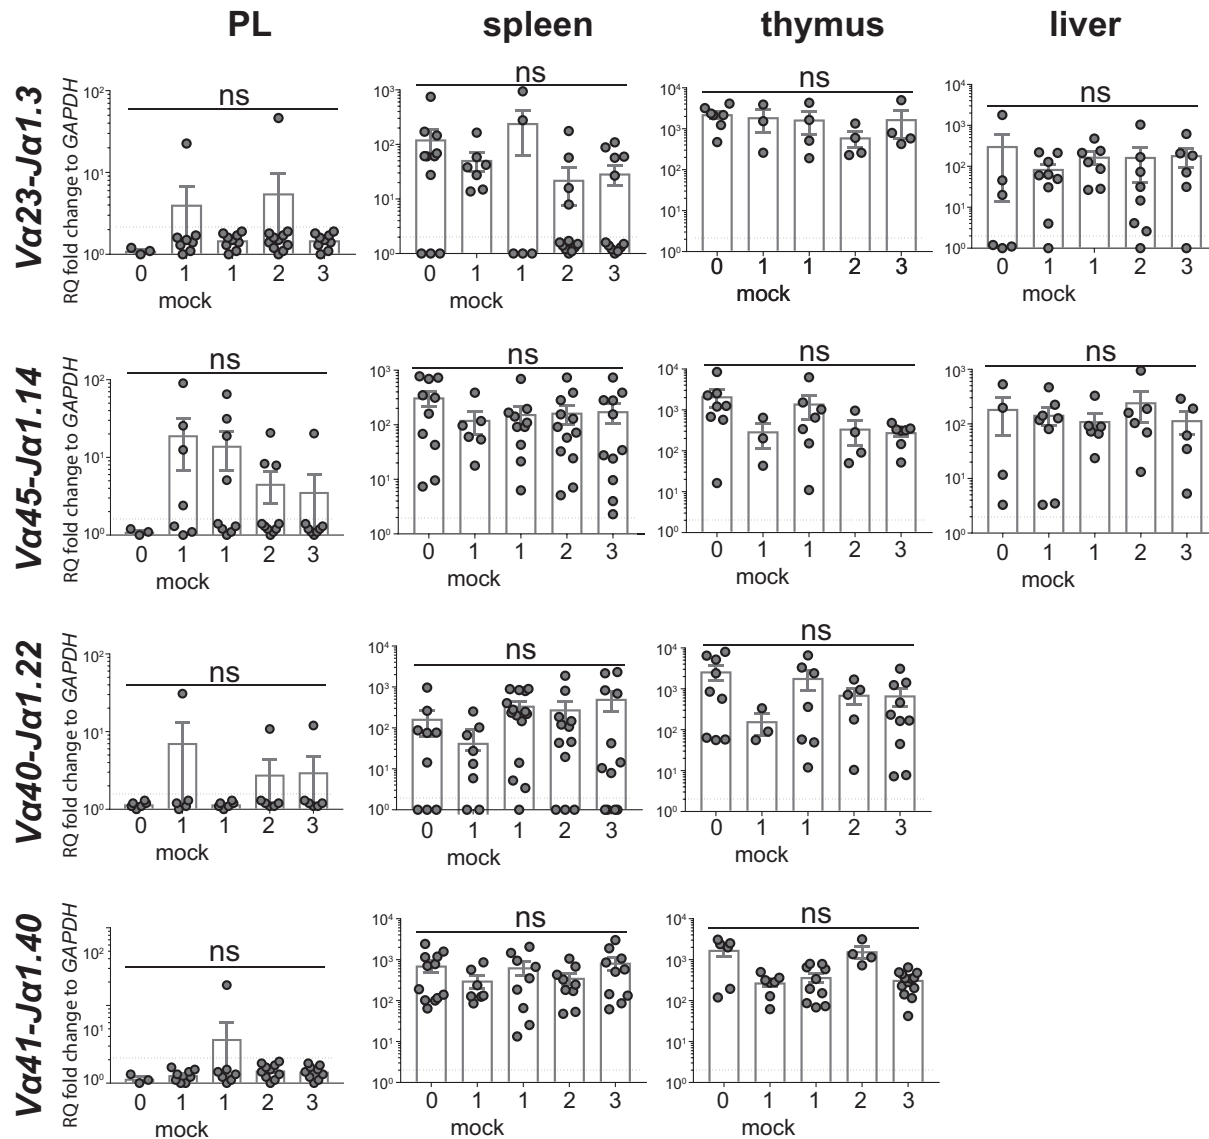 PL spleen thymus liver
Vα23-Jα1.3
RQ fold change to GAPDH
ns ns ns ns
10² 10³ 10⁴ 10⁴
10¹ 10² 10³ 10³
10⁰ 10¹ 10² 10²
10⁰ 10¹ 10¹
10⁰ 10⁰
0 1 1 2 3 0 1 1 2 3 0 1 1 2 3 0 1 1 2 3
mock mock mock mock
Vα45-Jα1.14
RQ fold change to GAPDH
ns ns ns ns
10² 10³ 10⁴ 10³
10¹ 10² 10³ 10²
10⁰ 10¹ 10² 10¹
10⁰ 10¹ 10⁰
10⁰
0 1 1 2 3 0 1 1 2 3 0 1 1 2 3 0 1 1 2 3
mock mock mock mock
Vα40-Jα1.22
RQ fold change to GAPDH
ns ns ns
10² 10⁴ 10⁴
10¹ 10³ 10³
10⁰ 10² 10²
10¹ 10¹
10⁰ 10⁰
0 1 1 2 3 0 1 1 2 3 0 1 1 2 3
mock mock mock
Vα41-Jα1.40
RQ fold change to GAPDH
ns ns ns
10² 10⁴ 10⁴
10¹ 10³ 10³
10⁰ 10² 10²
10¹ 10¹
10⁰ 10⁰
0 1 1 2 3 0 1 1 2 3 0 1 1 2 3
mock mock mock